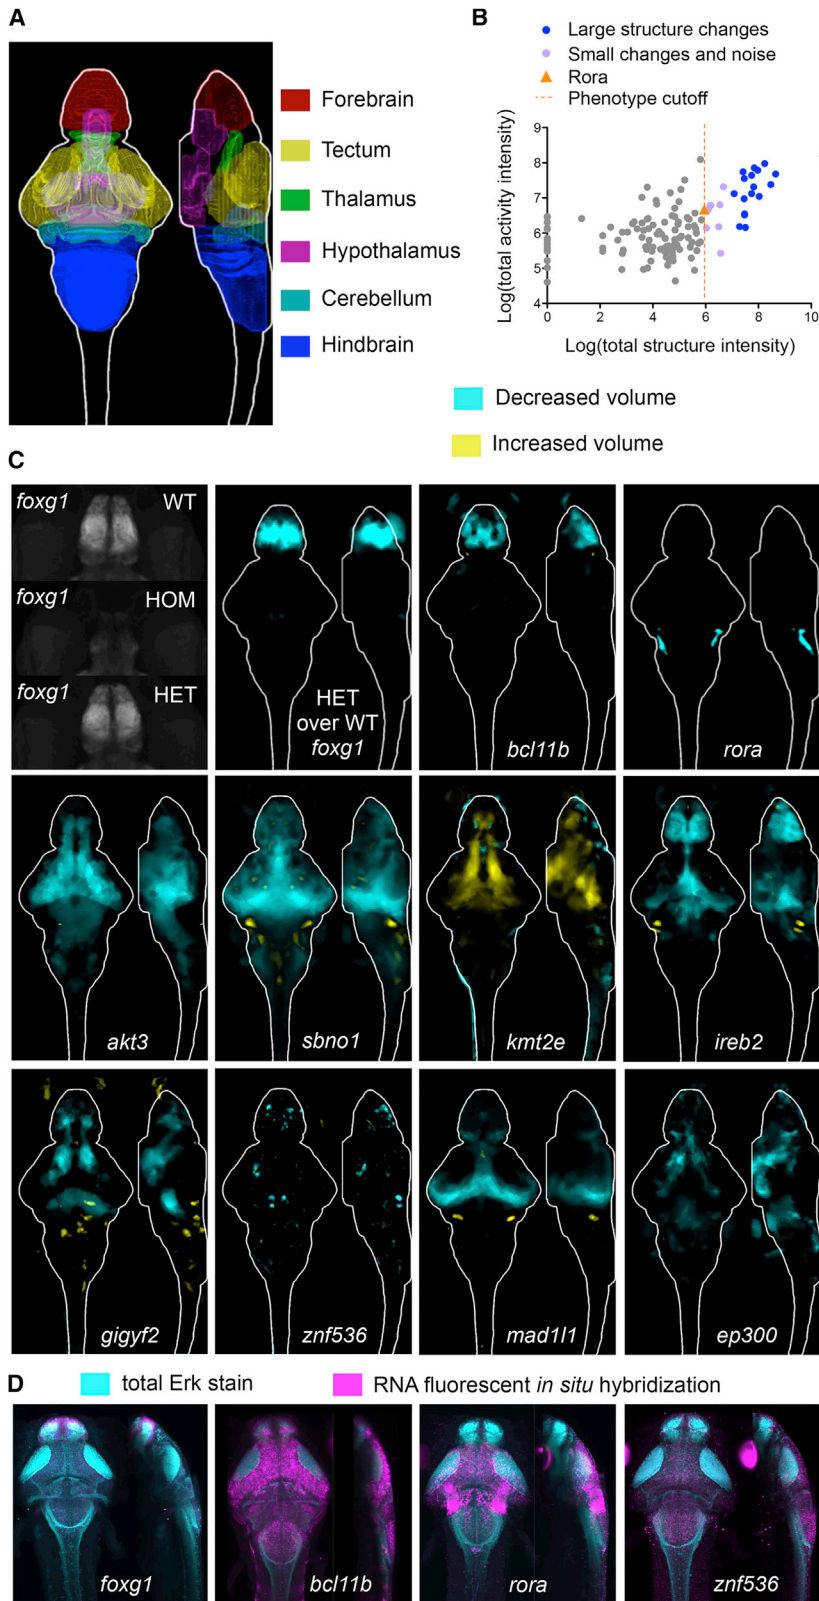 A
Forebrain
Tectum
Thalamus
Hypothalamus
Cerebellum
Hindbrain
B
Large structure changes
Small changes and noise
Rora
Phenotype cutoff
Log(total activity intensity)
9
8
7
6
5
4
0 2 4 6 8 10
Log(total structure intensity)
Decreased volume
Increased volume
C
foxg1 WT
foxg1 HOM
foxg1 HET
HET
over WT
foxg1
bcl11b
rora
akt3
sbno1
kmt2e
ireb2
gigyf2
znf536
mad1l1
ep300
D
total Erk stain
RNA fluorescent in situ hybridization
foxg1
bcl11b
rora
znf536